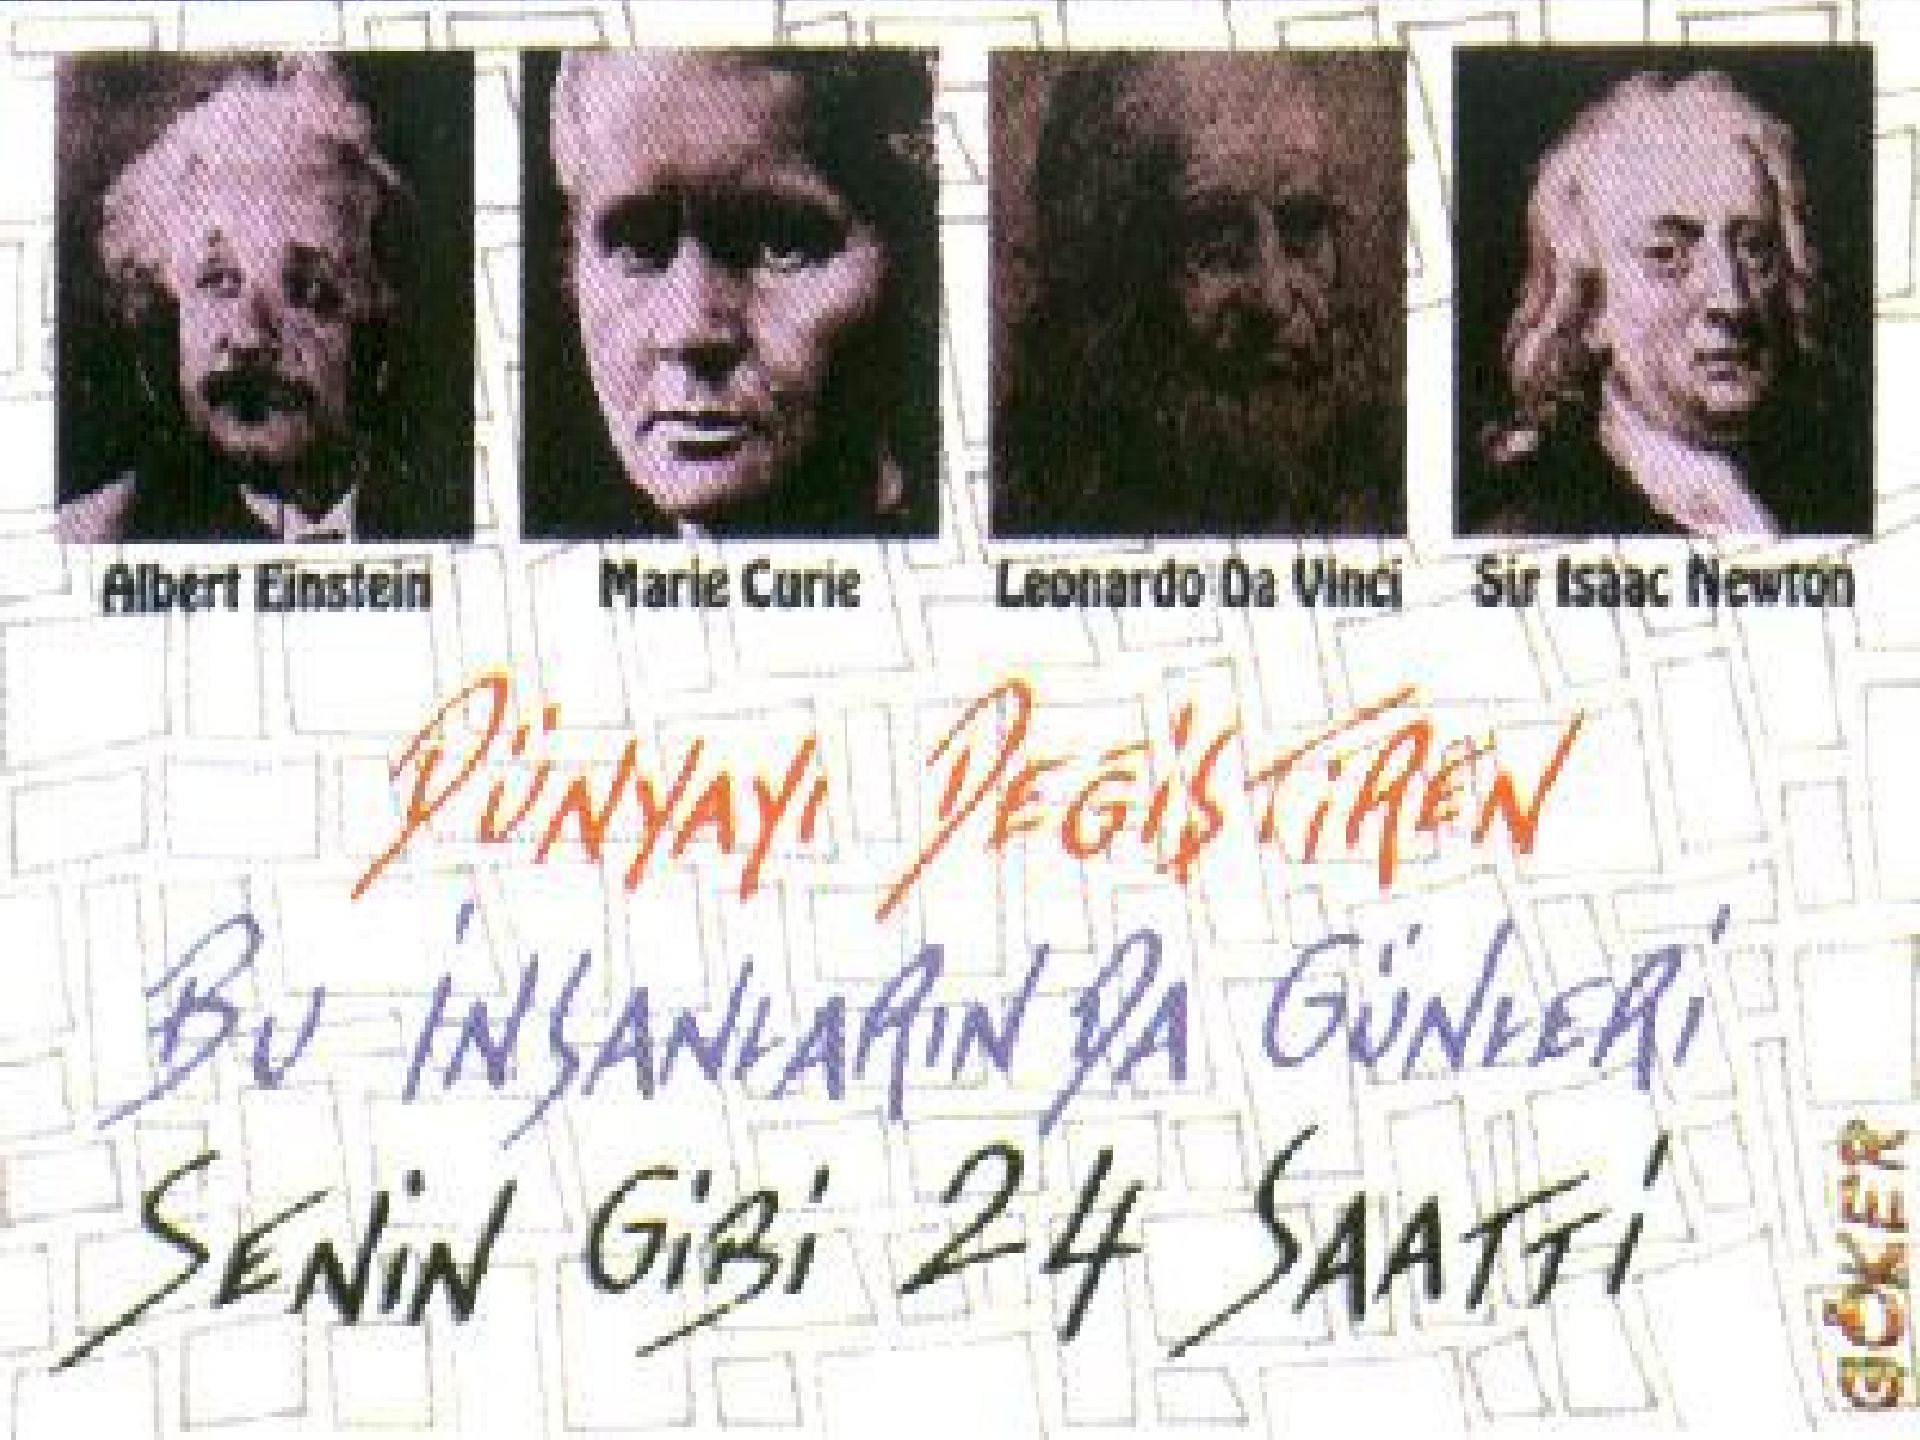 Albert Einstein
Marie Curie
Leonardo Da Vinci
Sir Isaac Newton
DÜNYAYI DEĞİŞTİREN
BU İNSANLARIN DA GÜNLERİ
SENİN GİBİ 24 SAATTİ
GÖKER